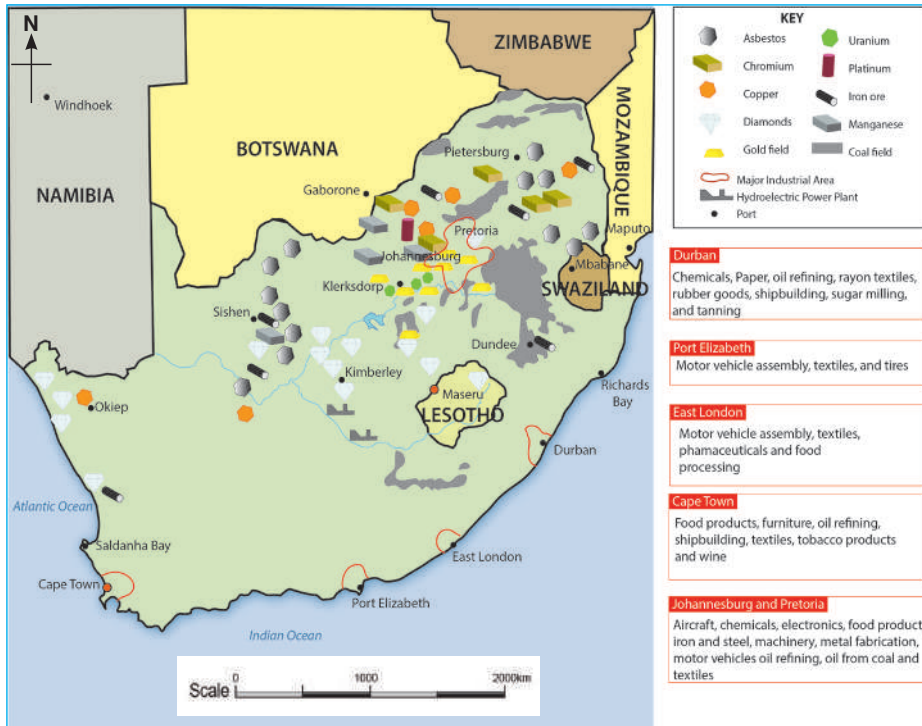 N
ZIMBABWE
Windhoek
BOTSWANA
MOZAMBIQUE
NAMIBIA
Pietersburg
Gaborone
Pretoria
Maputo
Johannesburg
Mbabane
SWAZILAND
Klerksdorp
Sishen
Dundee
Kimberley
Richards
Bay
Maseru
Okiep
LESOTHO
Durban
Atlantic Ocean
Saldanha Bay
East London
Cape Town
Port Elizabeth
Indian Ocean
Scale
0 1000 2000km
KEY
Asbestos
Uranium
Chromium
Platinum
Copper
Iron ore
Diamonds
Manganese
Gold field
Coal field
Major Industrial Area
Hydroelectric Power Plant
Port
Durban
Chemicals, Paper, oil refining, rayon textiles,
rubber goods, shipbuilding, sugar milling,
and tanning
Port Elizabeth
Motor vehicle assembly, textiles, and tires
East London
Motor vehicle assembly, textiles,
phamaceuticals and food
processing
Cape Town
Food products, furniture, oil refining,
shipbuilding, textiles, tobacco products
and wine
Johannesburg and Pretoria
Aircraft, chemicals, electronics, food product
iron and steel, machinery, metal fabrication,
motor vehicles oil refining, oil from coal and
textiles